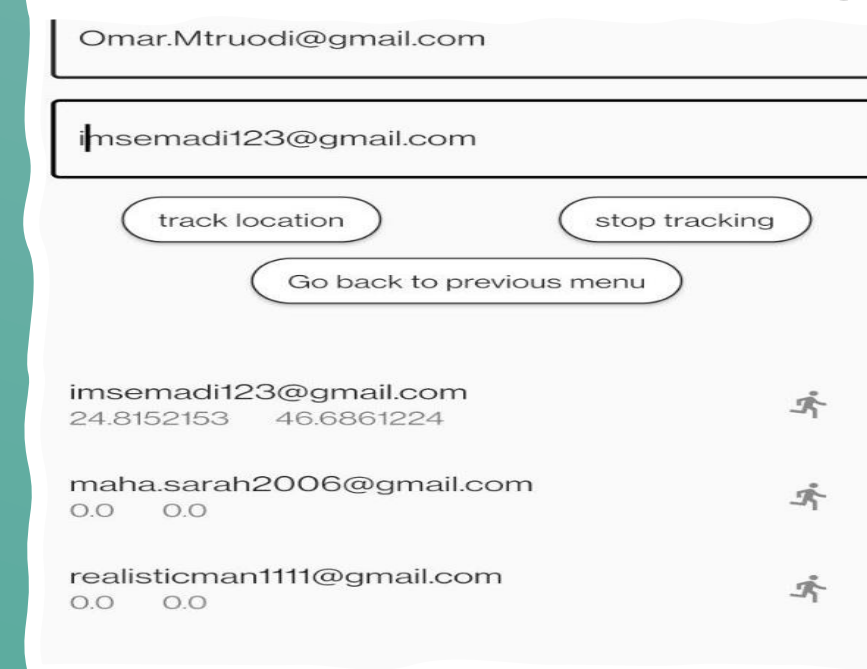 Omar.Mtruodi@gmail.com
imsemadi123@gmail.com
track location stop tracking
Go back to previous menu
imsemadi123@gmail.com
24.8152153 46.6861224
maha.sarah2006@gmail.com
0.0 0.0
realisticman1111@gmail.com
0.0 0.0